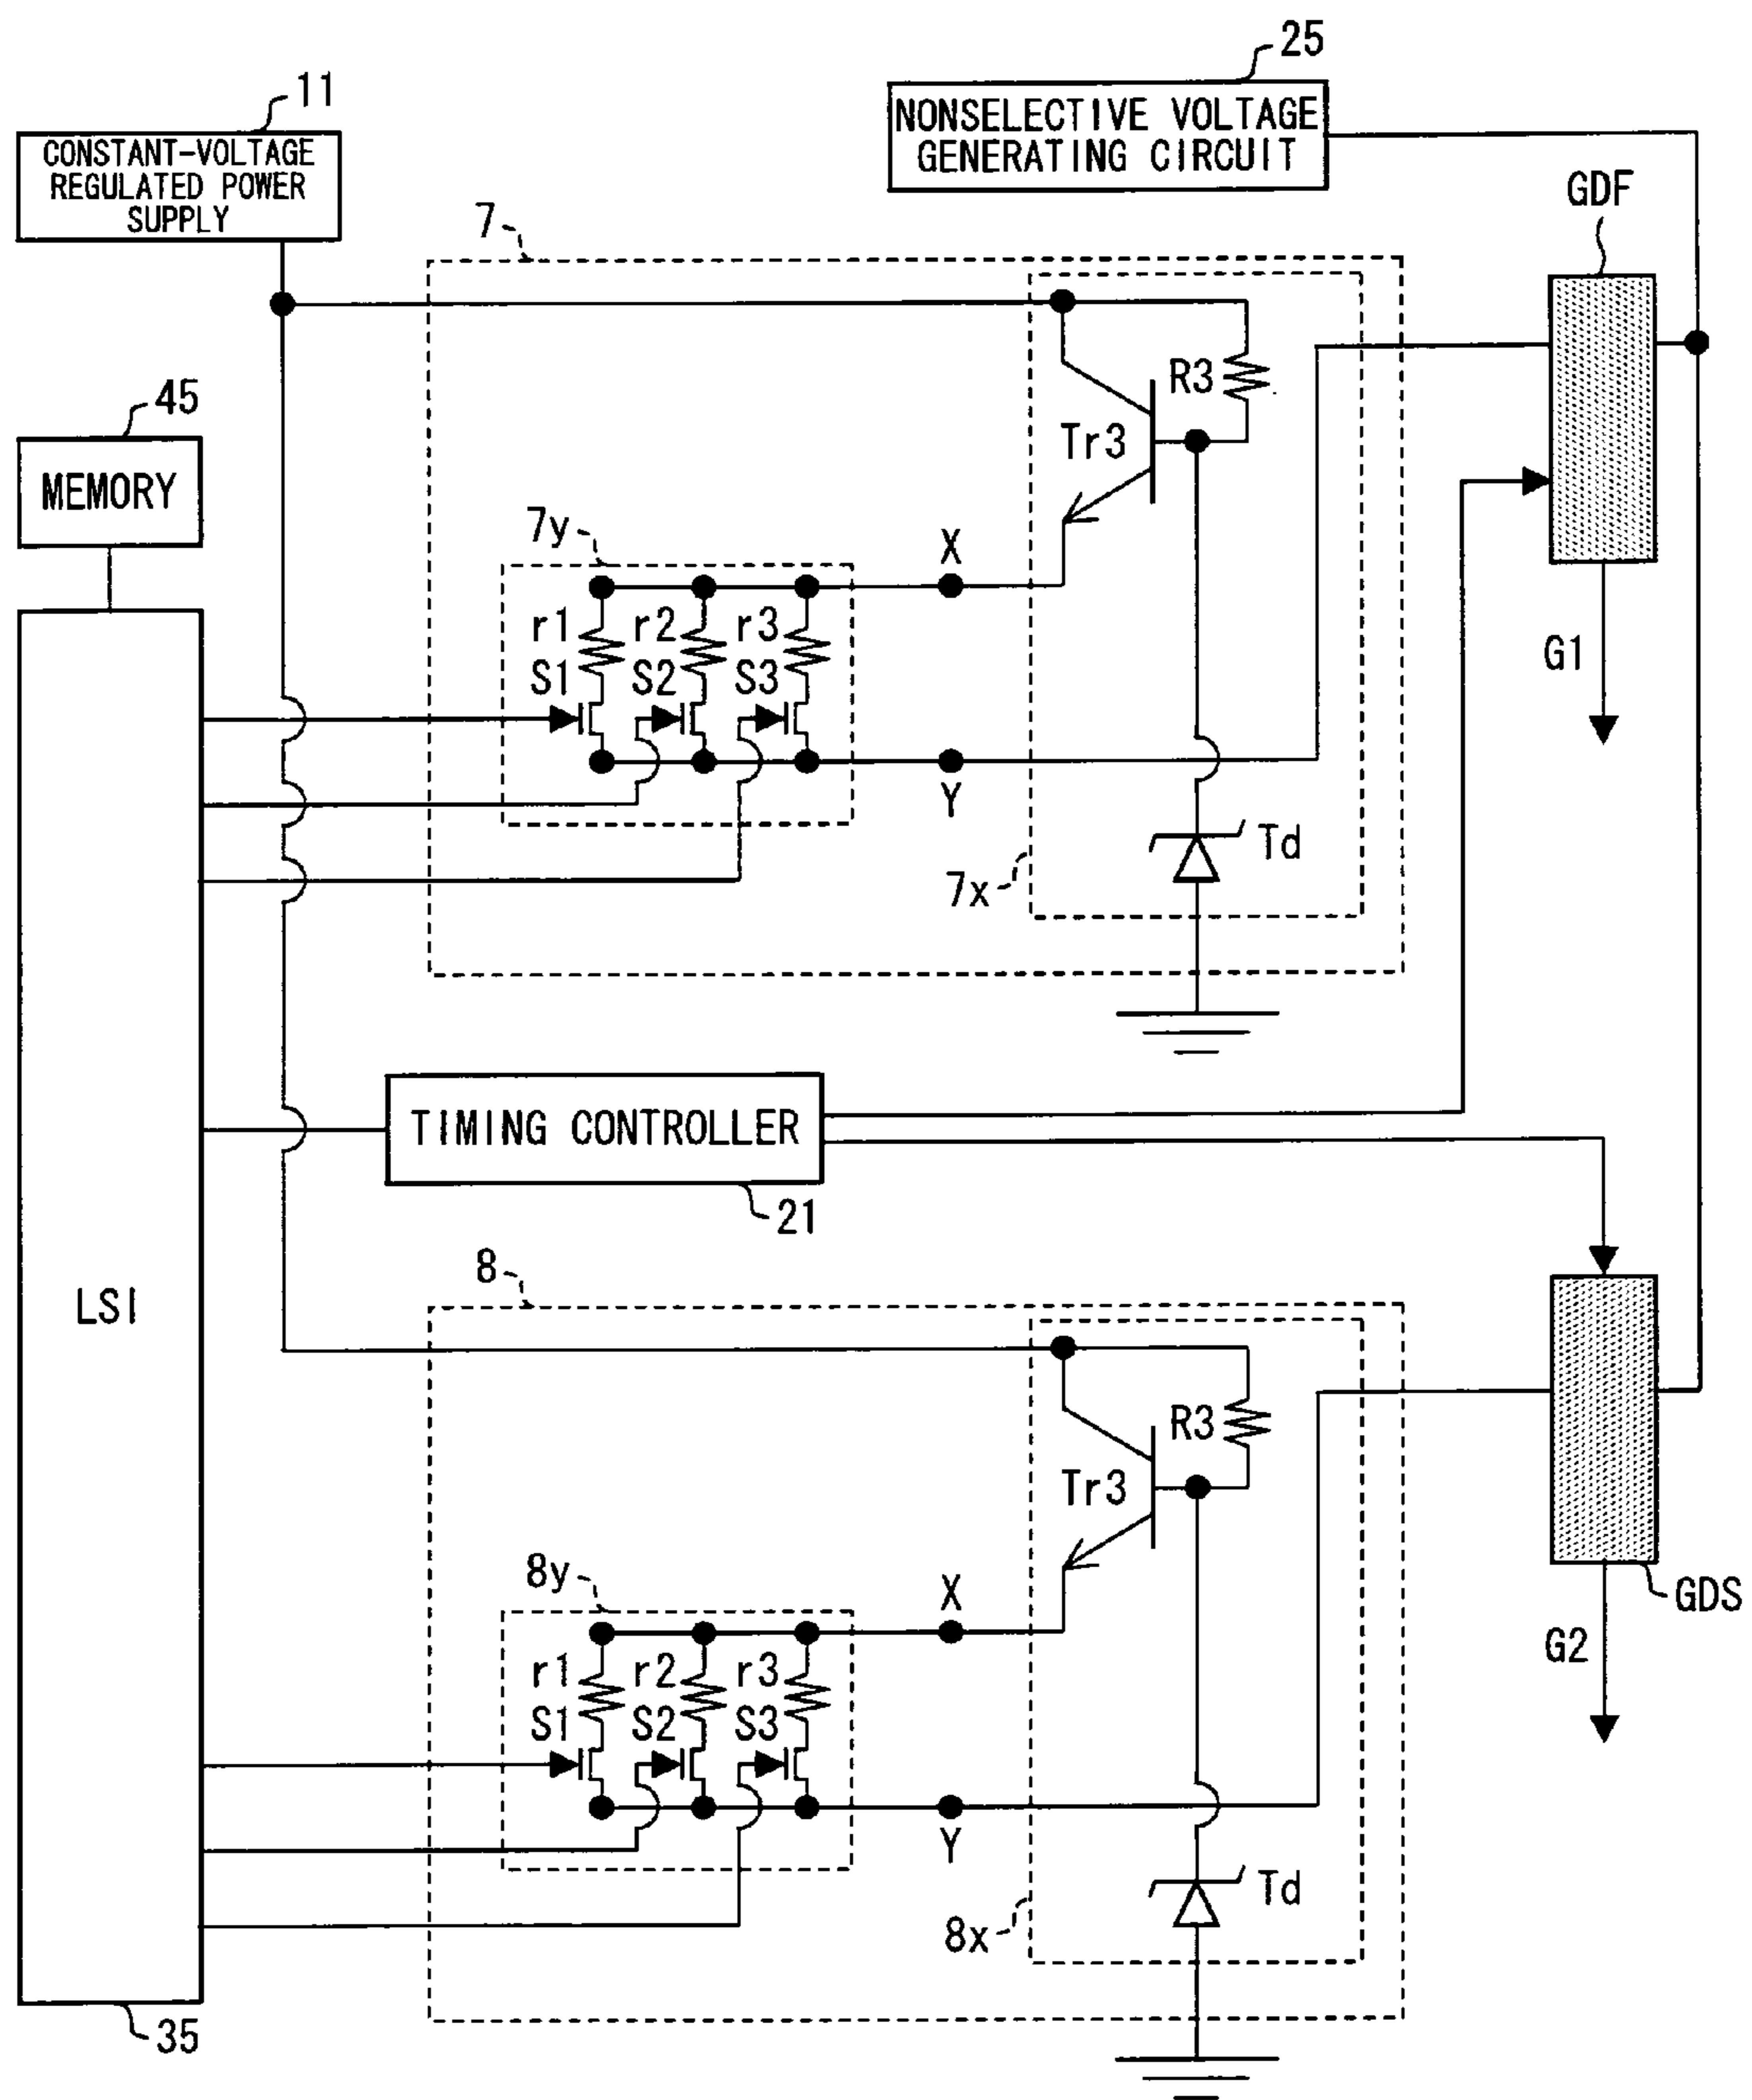 25
11
NONSELECTIVE VOLTAGE
GENERATING CIRCUIT
CONSTANT-VOLTAGE
REGULATED POWER
SUPPLY
GDF
7
R3
45
Tr3
MEMORY
7y
X
r1 r2 r3
S1 S2 S3
G1
Y
Td
7x
TIMING CONTROLLER
21
8
LSI
R3
Tr3
8y
X
GDS
G2
r1 r2 r3
S1 S2 S3
Y
Td
8x
35